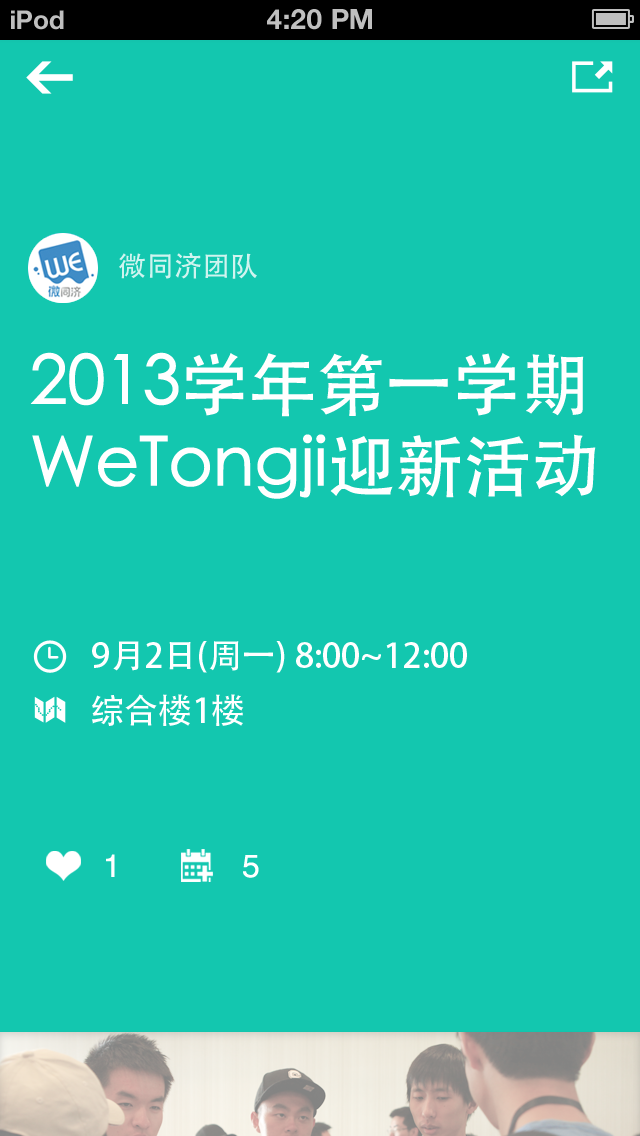 iPod 4:20 PM
WE
微同济
微同济团队
2013学年第一学期
WeTongji迎新活动
9月2日(周一) 8:00~12:00
综合楼1楼
1 5